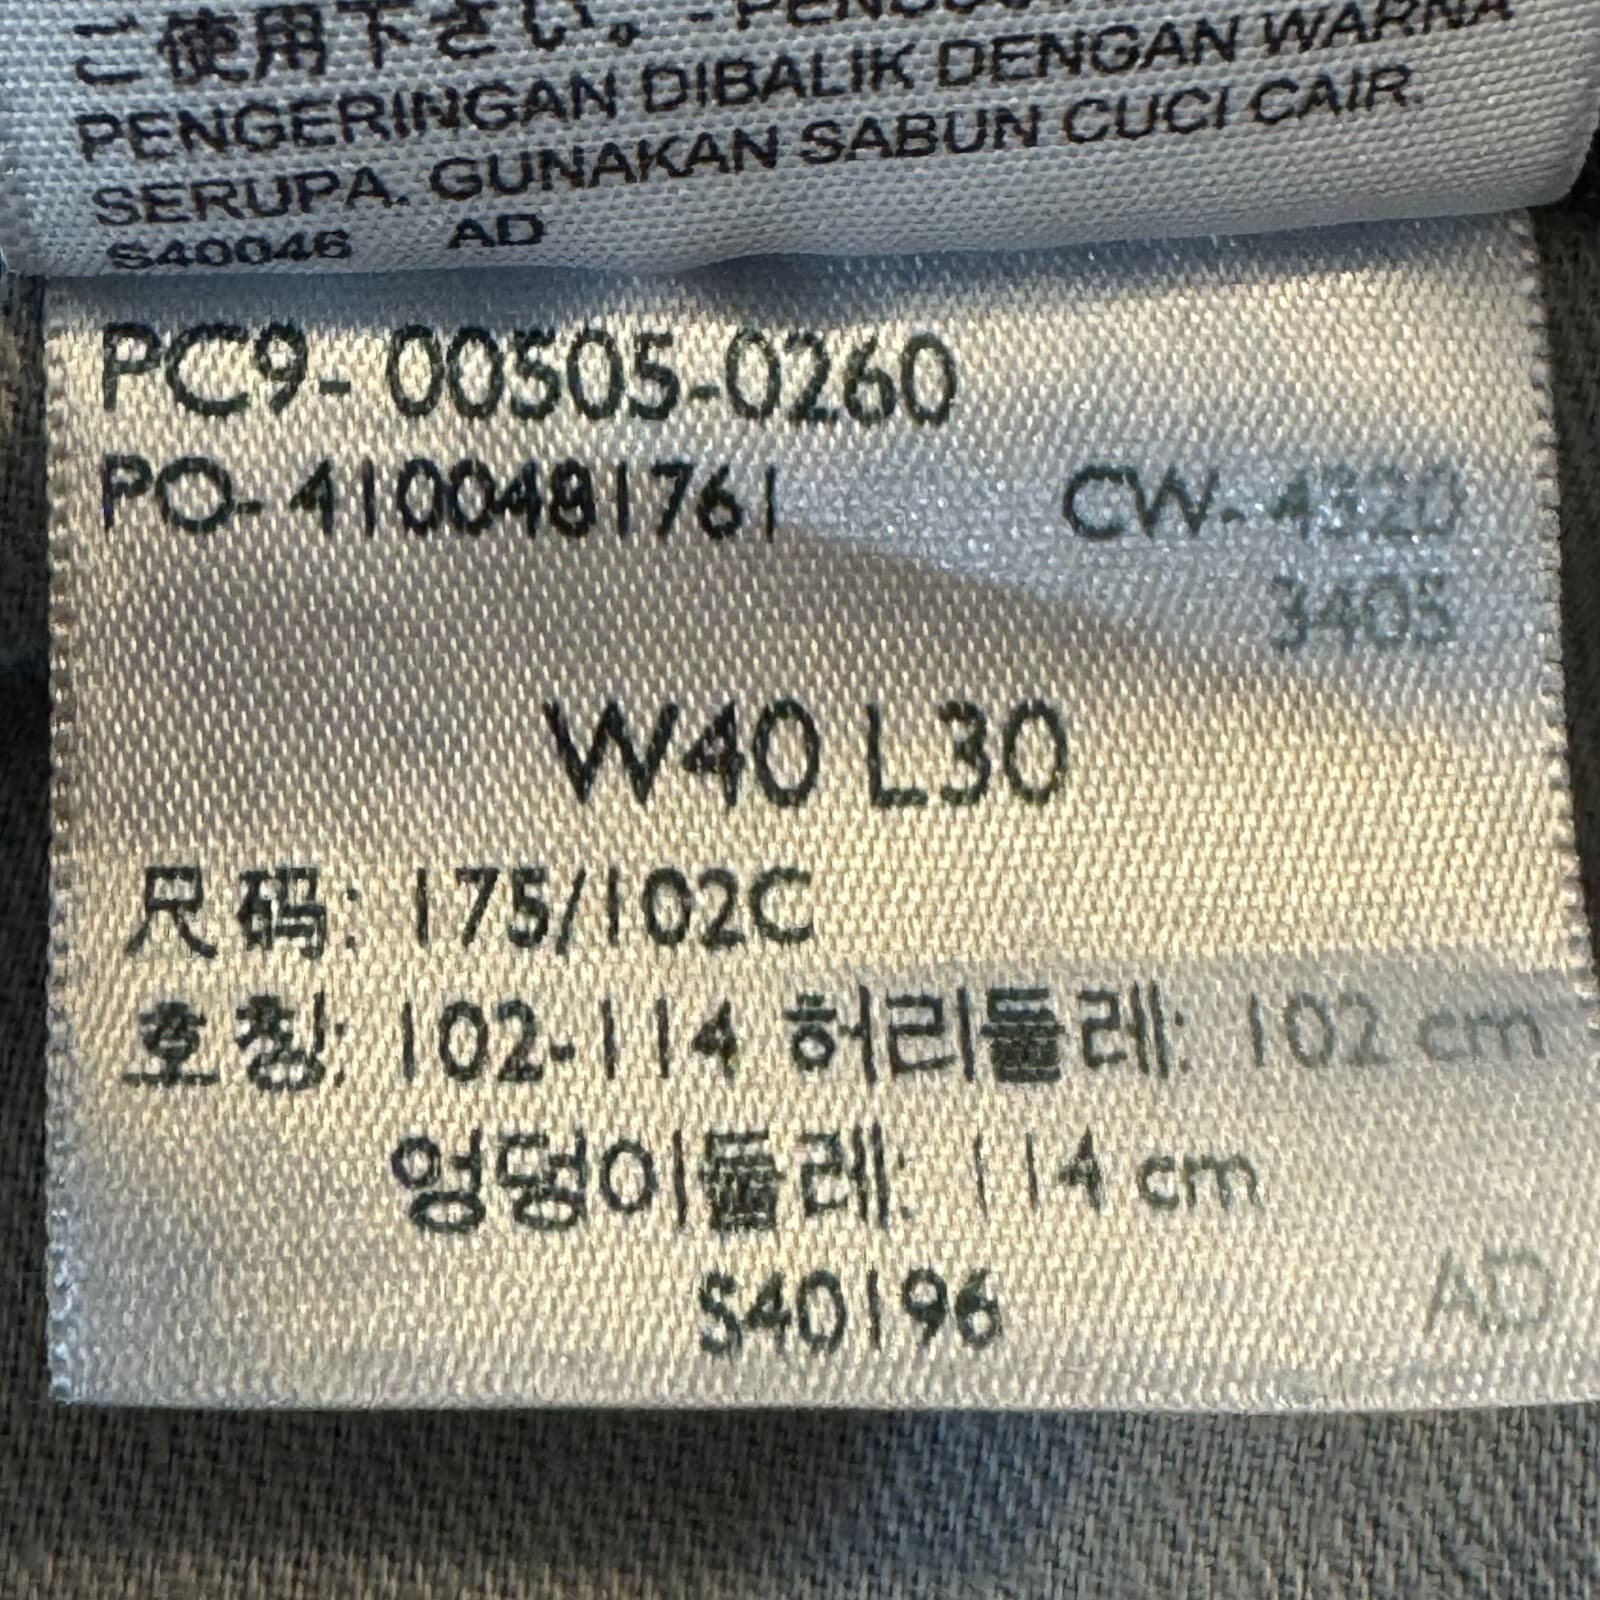 ご使用下さい。 -
PENGERINGAN DIBALIK DENGAN WARNA
SERUPA. GUNAKAN SABUN CUCI CAIR.
S40046 AD
PC9- 00505-0260
PO- 4100481761 CW-
3405
W40 L30
尺码: 175/102C
호칭: 102-114 허리둘레: 102 cm
엉덩이둘레: 114 cm
S40196 AD